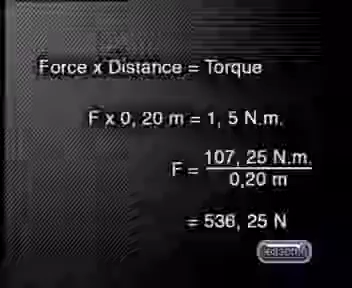 Force x Distance = Torque
F x 0, 20 m = 1, 5 N.m.
F = 107, 25 N.m.
0,20 m
= 536, 25 N